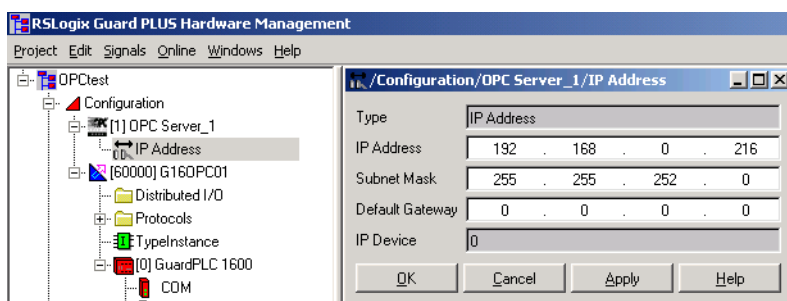 RSLogix Guard PLUS Hardware Management
Project Edit Signals Online Windows Help
OPCtest
Configuration
[1] OPC Server_1
IP Address
[60000] G16OPC01
Distributed I/O
Protocols
TypeInstance
[0] GuardPLC 1600
COM
/Configuration/OPC Server_1/IP Address
Type IP Address
IP Address 192 . 168 . 0 . 216
Subnet Mask 255 . 255 . 252 . 0
Default Gateway 0 . 0 . 0 . 0
IP Device 0
OK Cancel Apply Help